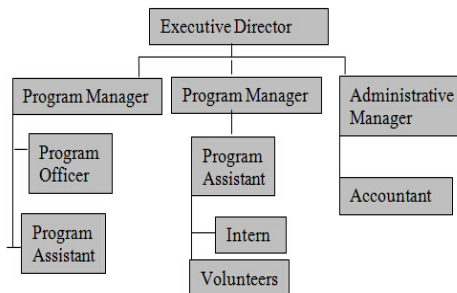 Executive Director
Program Manager
Program Manager
Administrative
Manager
Program
Officer
Program
Assistant
Program
Assistant
Intern
Volunteers
Accountant